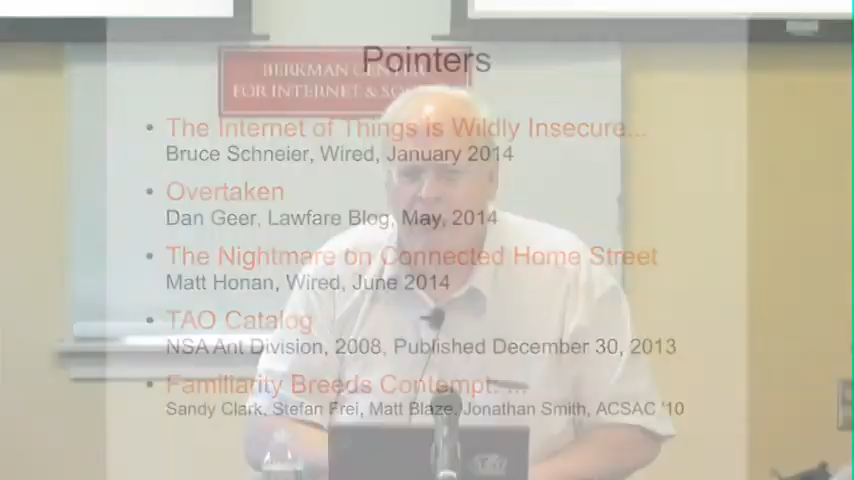 Pointers
BERKMAN CENTER
FOR INTERNET & SO
• The Internet of Things is Wildly Insecure...
Bruce Schneier, Wired, January 2014
• Overtaken
Dan Geer, Lawfare Blog, May, 2014
• The Nightmare on Connected Home Street
Matt Honan, Wired, June 2014
• TAO Catalog
NSA Ant Division, 2008, Published December 30, 2013
• Familiarity Breeds Contempt: ...
Sandy Clark, Stefan Frei, Matt Blaze, Jonathan Smith, ACSAC '10